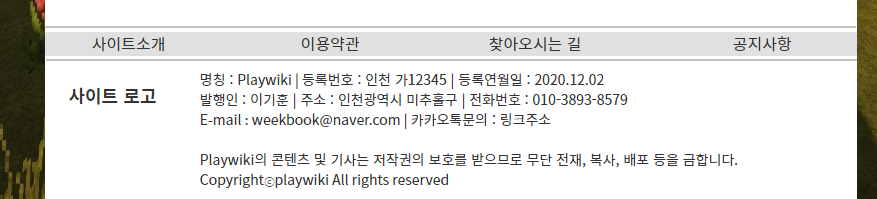 사이트소개 이용약관 찾아오시는 길 공지사항
사이트 로고
명칭 : Playwiki | 등록번호 : 인천 가12345 | 등록연월일 : 2020.12.02
발행인 : 이기훈 | 주소 : 인천광역시 미추홀구 | 전화번호 : 010-3893-8579
E-mail : weekbook@naver.com | 카카오톡문의 : 링크주소
Playwiki의 콘텐츠 및 기사는 저작권의 보호를 받으므로 무단 전재, 복사, 배포 등을 금합니다.
Copyrightⓒplaywiki All rights reserved